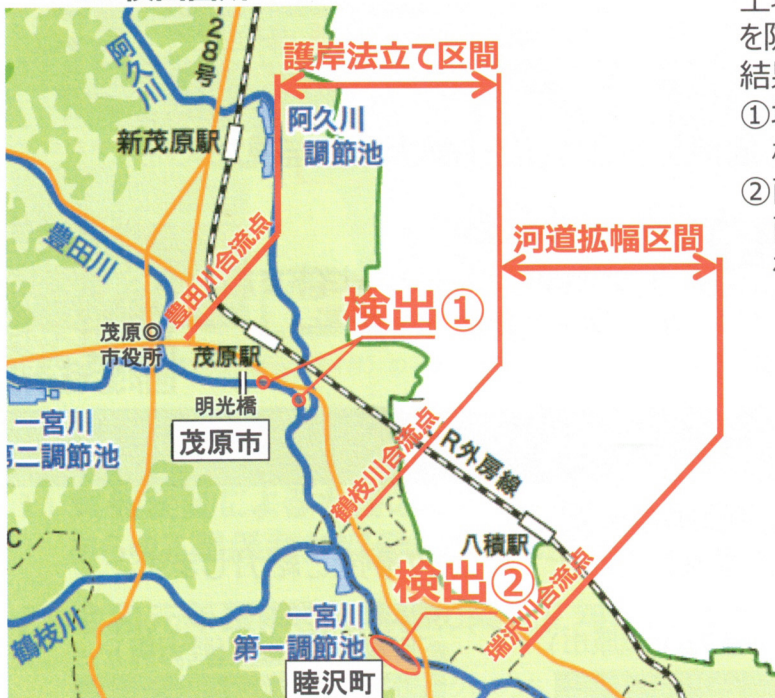 28号
護岸法立て区間
阿久川
新茂原駅
阿久川
調節池
豊田川
豊田川合流点
河道拡幅区間
検出①
茂原◎
市役所
茂原駅
明光橋
一宮川
第二調節池
茂原市
R外房線
鶴枝川合流点
八積駅
検出②
瑞沢川合流点
C
鶴枝川
一宮川
第一調節池
睦沢町
結果
①
②